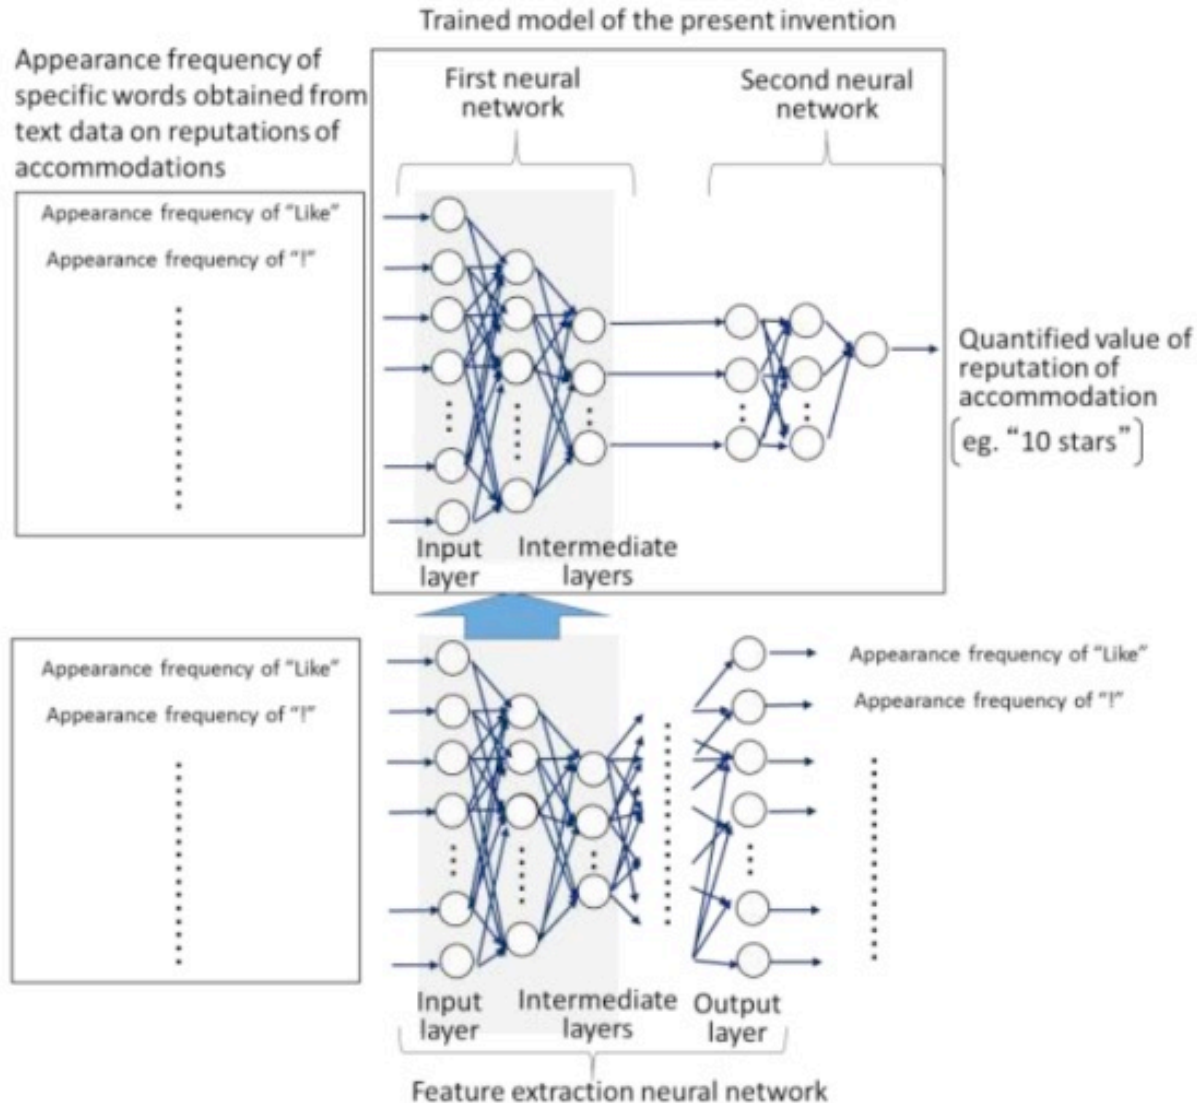 Trained model of the present invention
Appearance frequency of
specific words obtained from
text data on reputations of
accommodations
First neural
network
Second neural
network
Appearance frequency of “Like”
Appearance frequency of “!”
Quantified value of
reputation of
accommodation
eg. “10 stars”
Input
layer
Intermediate
layers
Appearance frequency of “Like”
Appearance frequency of “!”
Appearance frequency of “Like”
Appearance frequency of “!”
Input
layer
Intermediate
layers
Output
layer
Feature extraction neural network